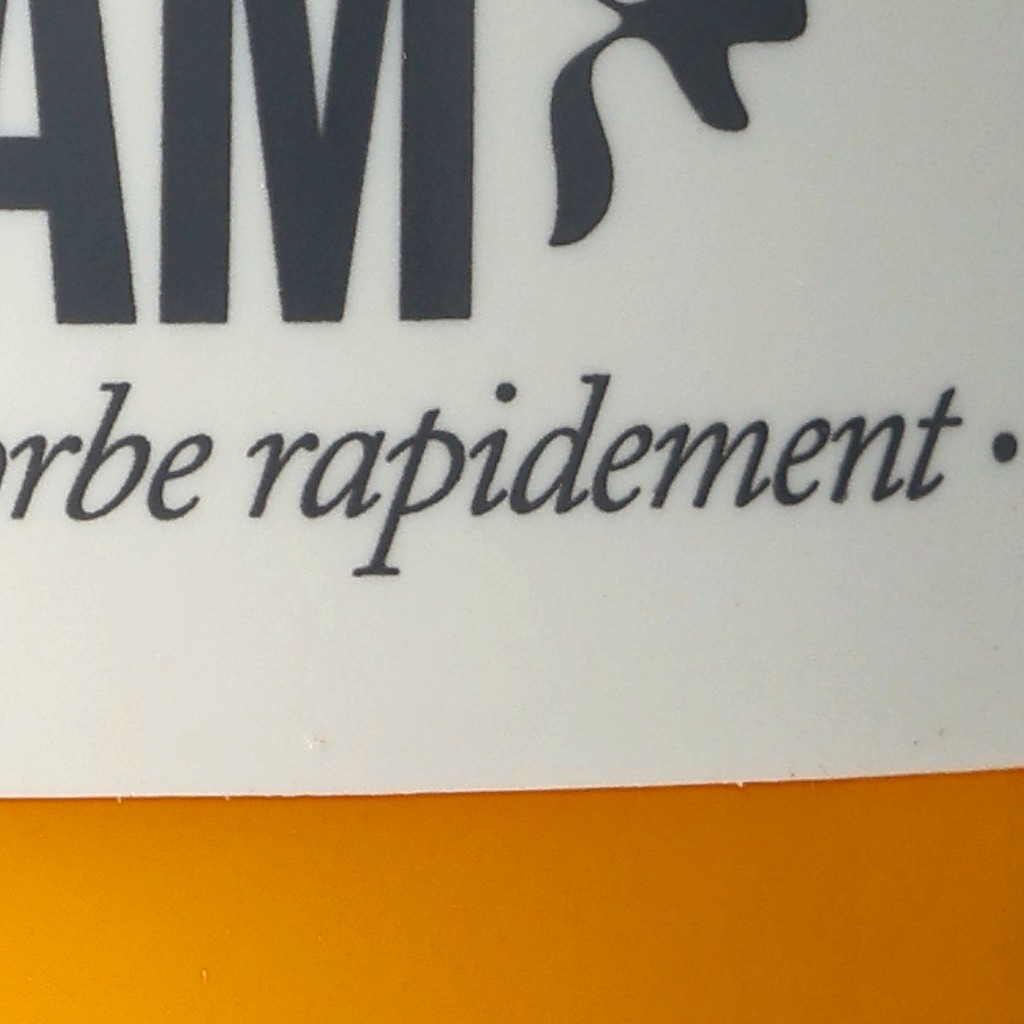 AM
orbe rapidement •